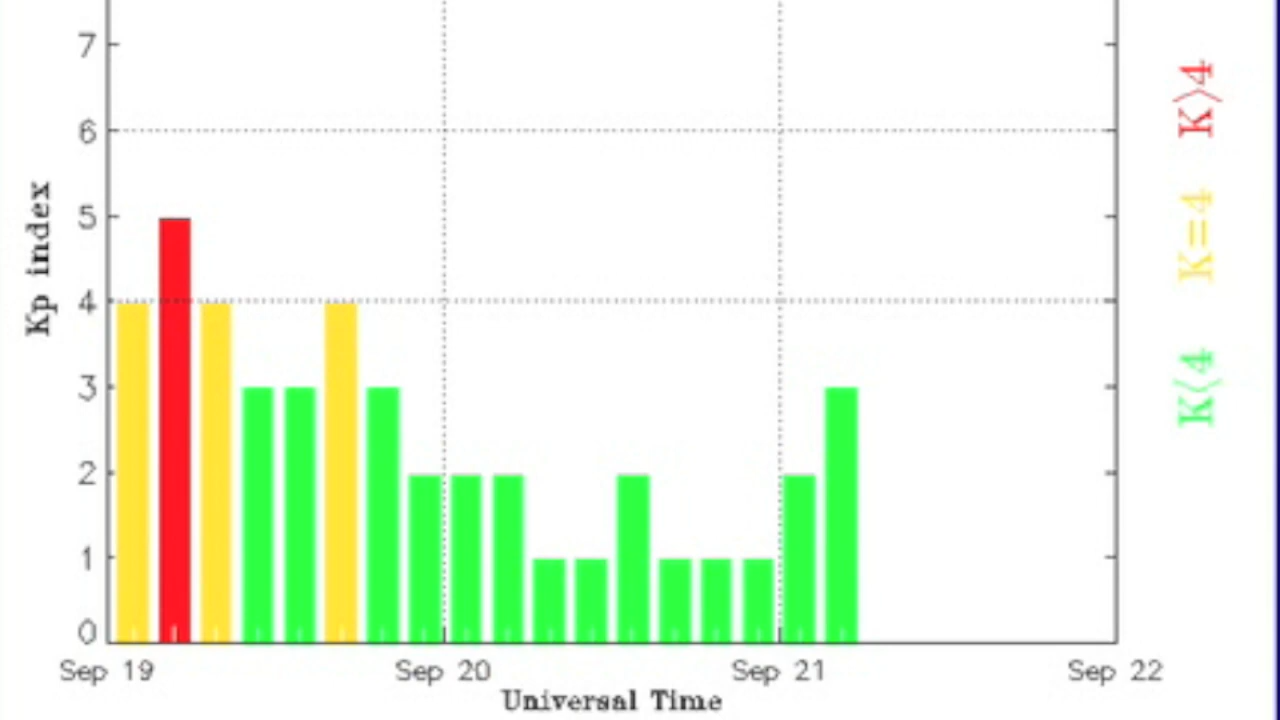 7
6
5
4
3
2
1
0
Kp index
Sep 19
Sep 20
Sep 21
Sep 22
Universal Time
K>4
K=4
K<4